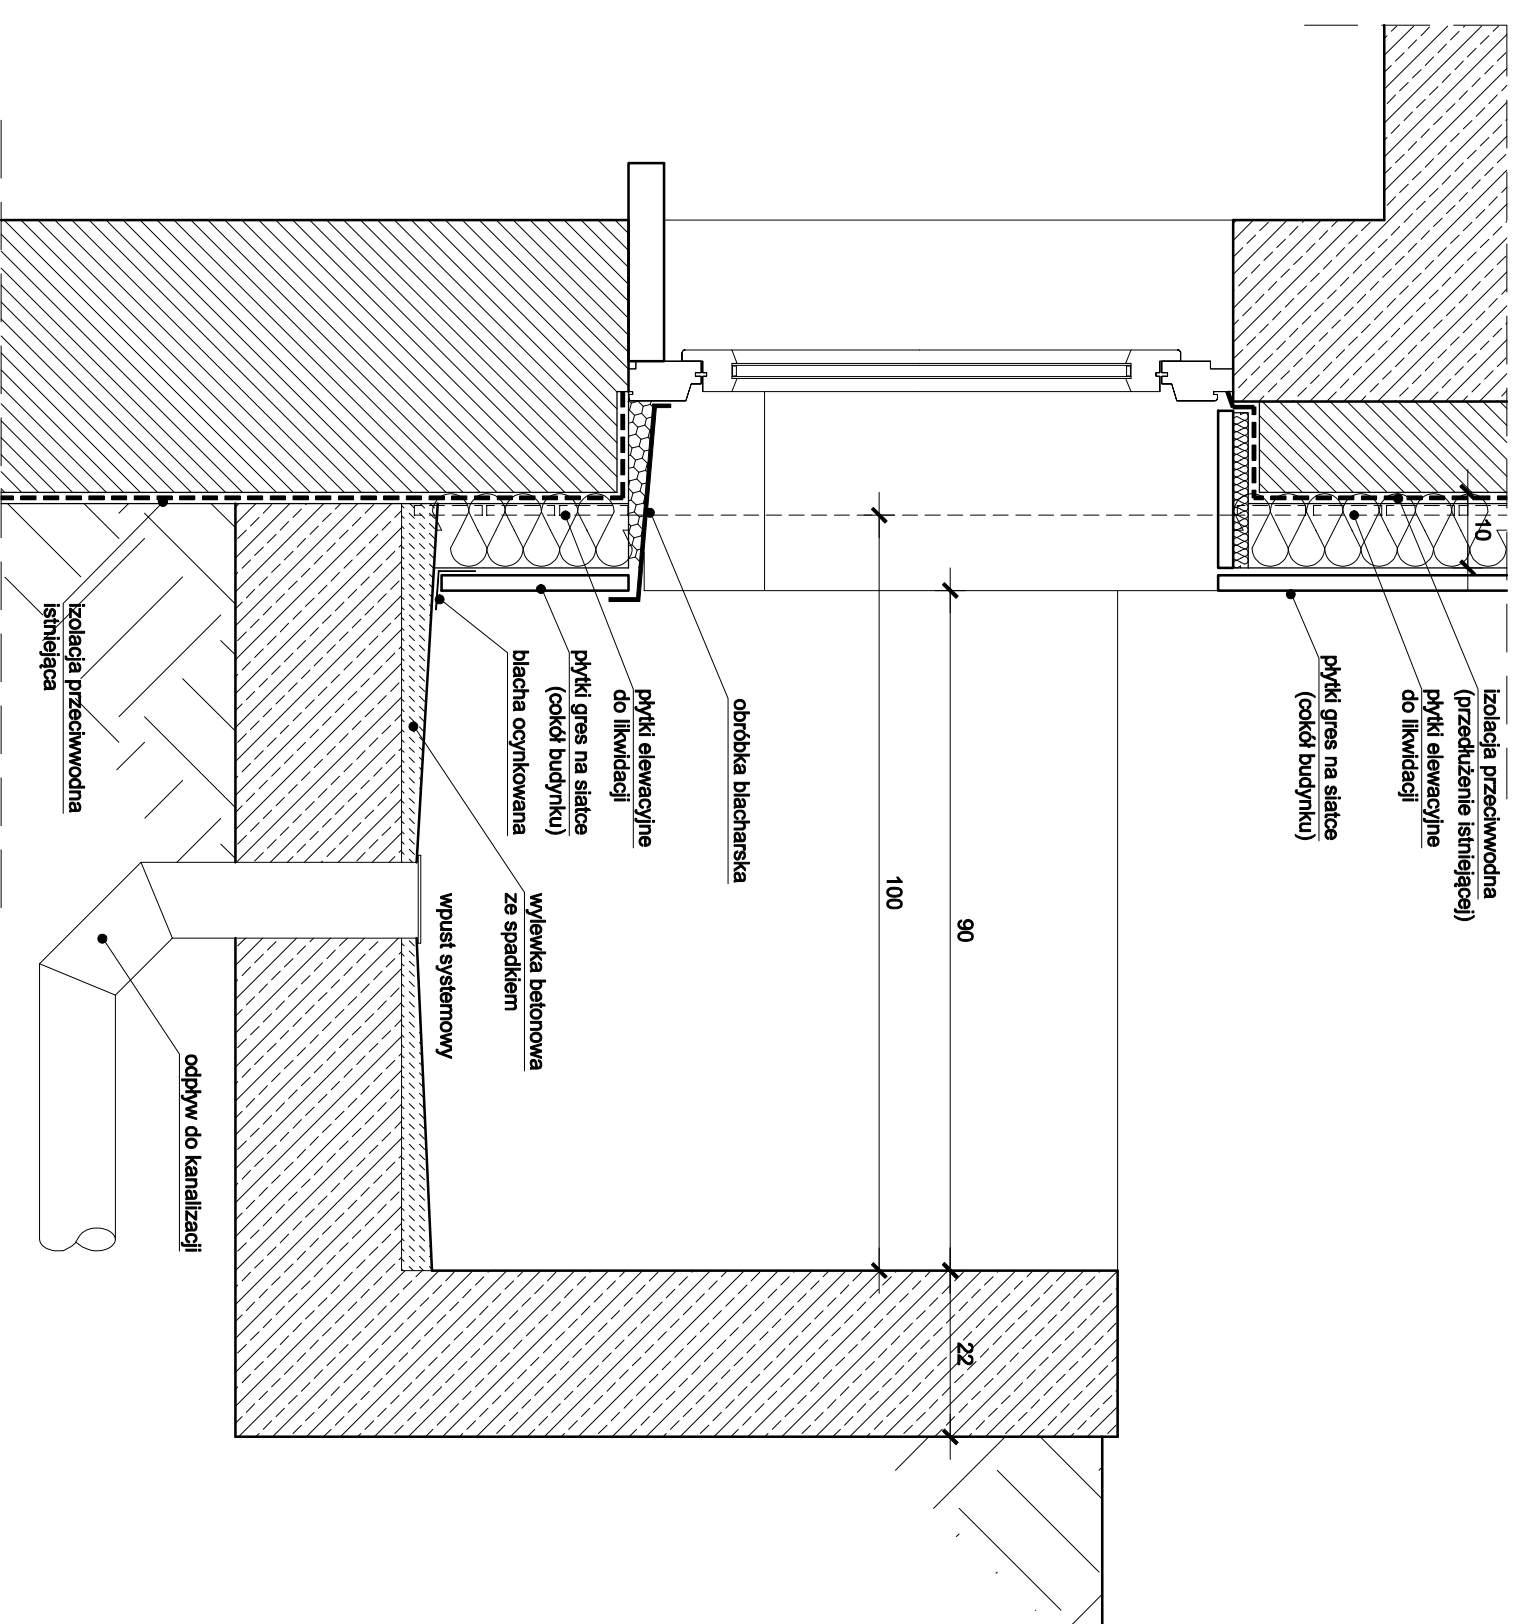 izolacja przeciwwodna
(przedłużenie istniejącej)
płytki elewacyjne
do likwidacji
płytki gres na siatce
(cokół budynku)
10
90
22
100
obróbka blacharska
płytki elewacyjne
do likwidacji
płytki gres na siatce
(cokół budynku)
blacha ocynkowana
wylewka betonowa
ze spadkiem
wpust systemowy
odpływ do kanalizacji
izolacja przeciwwodna
istniejąca